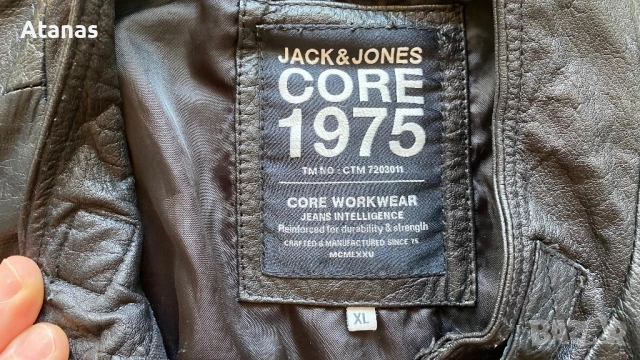 Atanas
JACK&JONES
CORE
1975
TM NO : CTM 7203011
CORE WORKWEAR
JEANS INTELLIGENCE
Reinforced for durability & strength
CRAFTED & MANUFACTURED SINCE 75
MCMLXXV
XL
BAZAR